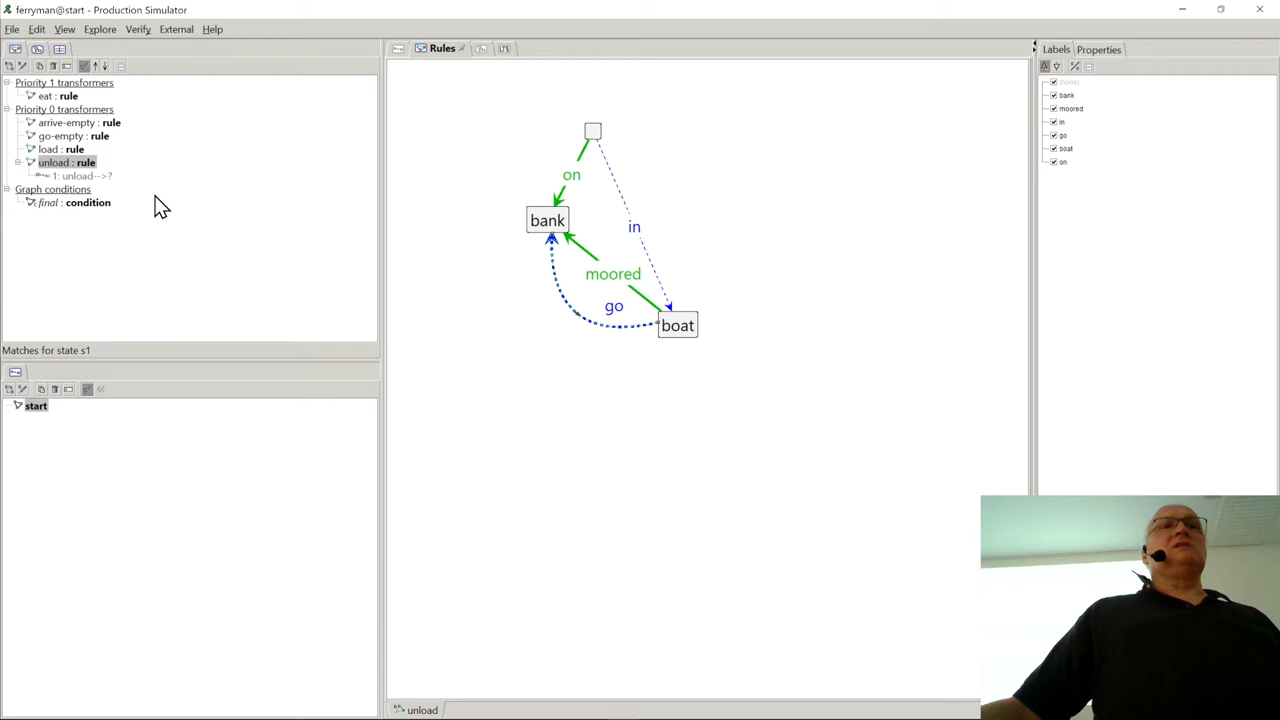 ferryman@start - Production Simulator
File Edit View Explore Verify External Help
Rules
Labels Properties
Priority 1 transformers
eat : rule
Priority 0 transformers
arrive-empty : rule
go-empty : rule
load : rule
unload : rule
1: unload-->?
Graph conditions
final : condition
Matches for state s1
start
on
bank
in
moored
go
boat
unload
(none)
bank
moored
in
go
boat
on